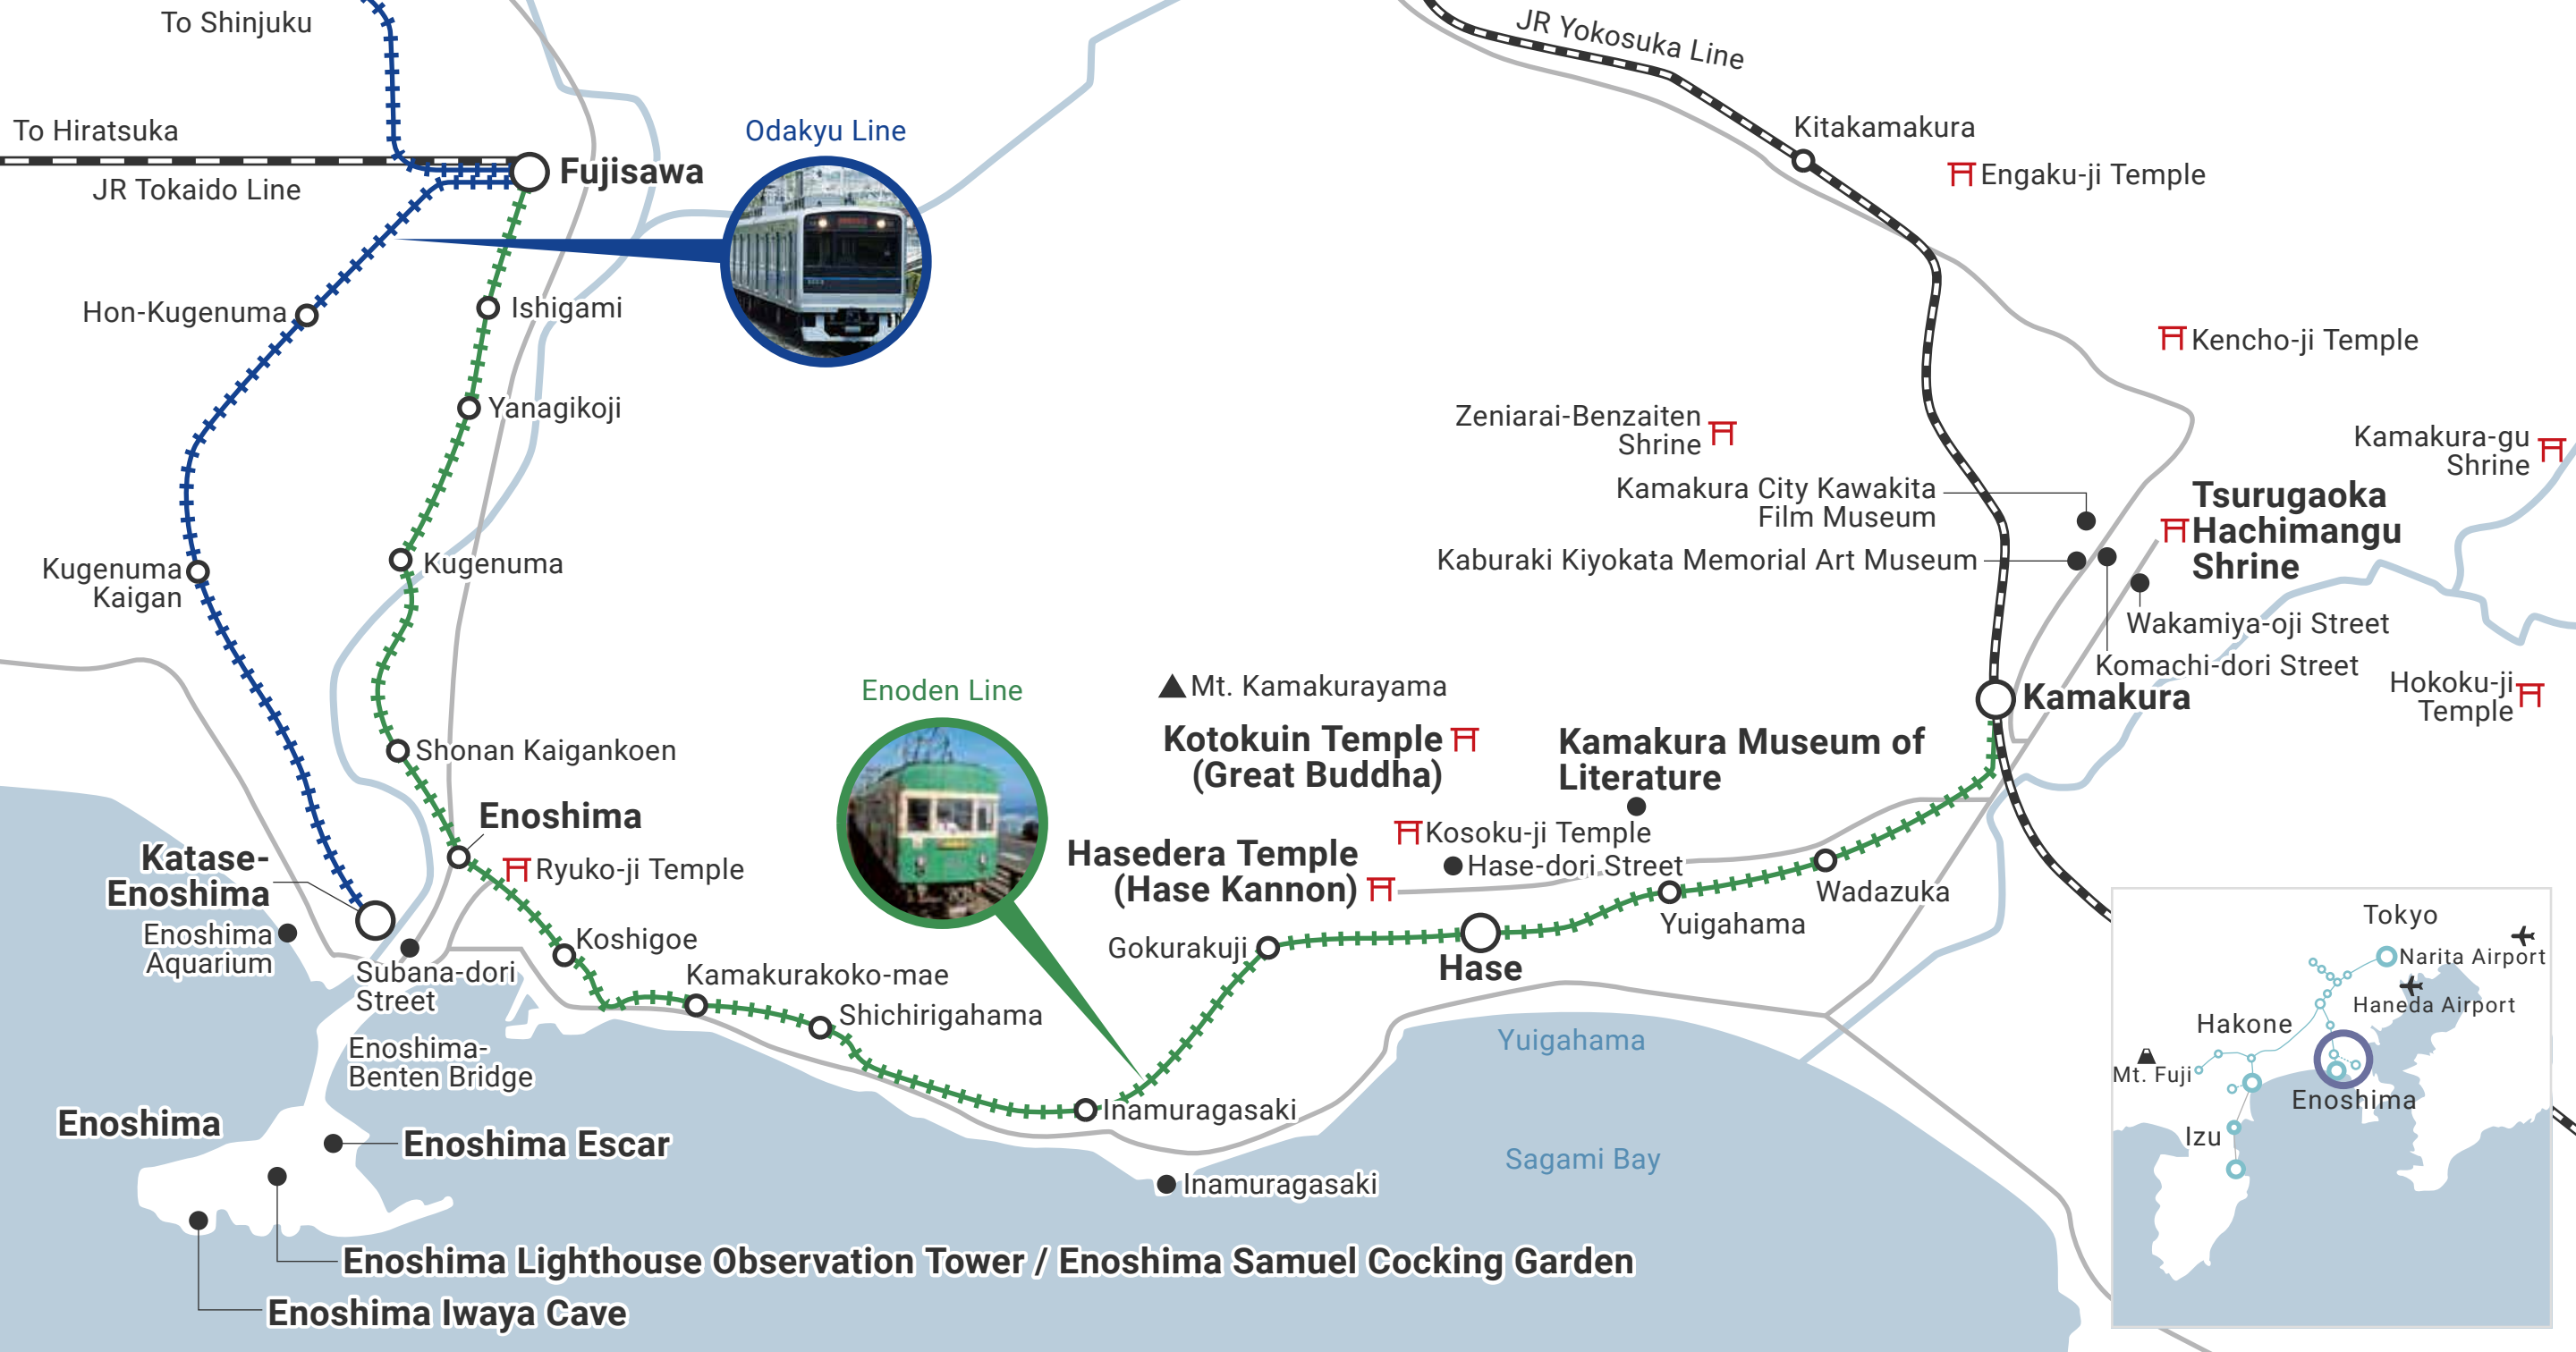 To Shinjuku
JR Yokosuka Line
To Hiratsuka
Odakyu Line
Kitakamakura
Fujisawa
Engaku-ji Temple
JR Tokaido Line
Hon-Kugenuma
Ishigami
Kencho-ji Temple
Yanagikoji
Zeniarai-Benzaiten
Shrine
Kamakura-gu
Shrine
Kamakura City Kawakita
Film Museum
Tsurugaoka
Hachimangu
Shrine
Kugenuma
Kaigan
Kugenuma
Kaburaki Kiyokata Memorial Art Museum
Wakamiya-oji Street
Komachi-dori Street
Enoden Line
Mt. Kamakurayama
Kamakura
Hokoku-ji
Temple
Shonan Kaigankoen
Kotokuin Temple
(Great Buddha)
Kamakura Museum of
Literature
Enoshima
Kosoku-ji Temple
Katase-
Enoshima
Ryuko-ji Temple
Hasedera Temple
(Hase Kannon)
Hase-dori Street
Wadazuka
Enoshima
Aquarium
Koshigoe
Gokurakuji
Yuigahama
Hase
Subana-dori
Street
Kamakurakoko-mae
Shichirigahama
Tokyo
Narita Airport
Haneda Airport
Hakone
Mt. Fuji
Enoshima
Izu
Enoshima-
Benten Bridge
Yuigahama
Enoshima
Enoshima Escar
Inamuragasaki
Sagami Bay
Inamuragasaki
Enoshima Lighthouse Observation Tower / Enoshima Samuel Cocking Garden
Enoshima Iwaya Cave